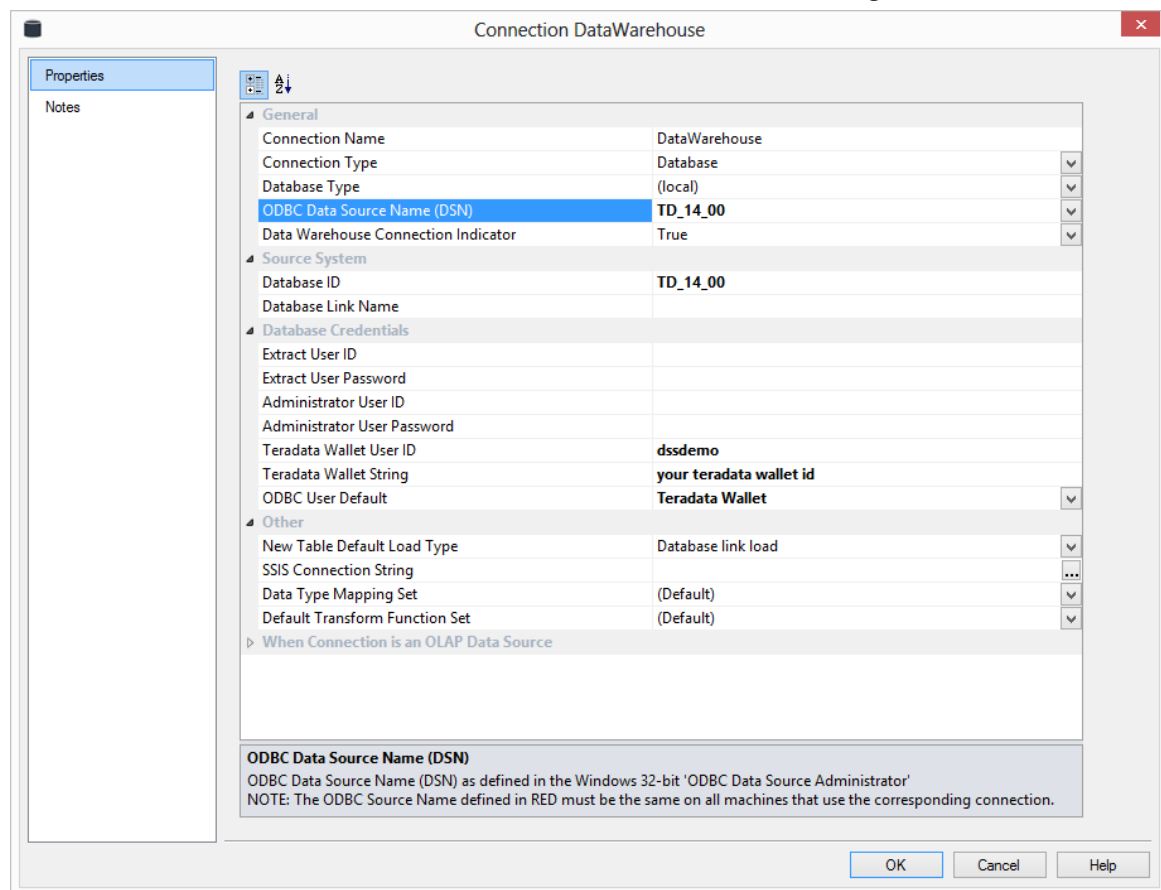 Connection DataWarehouse
Properties
Notes
General
Connection Name DataWarehouse
Connection Type Database
Database Type (local)
ODBC Data Source Name (DSN) TD_14_00
Data Warehouse Connection Indicator True
Source System
Database ID TD_14_00
Database Link Name
Database Credentials
Extract User ID
Extract User Password
Administrator User ID
Administrator User Password
Teradata Wallet User ID dssdemo
Teradata Wallet String your teradata wallet id
ODBC User Default Teradata Wallet
Other
New Table Default Load Type Database link load
SSIS Connection String ...
Data Type Mapping Set (Default)
Default Transform Function Set (Default)
When Connection is an OLAP Data Source
ODBC Data Source Name (DSN)
ODBC Data Source Name (DSN) as defined in the Windows 32-bit 'ODBC Data Source Administrator'
NOTE: The ODBC Source Name defined in RED must be the same on all machines that use the corresponding connection.
OK Cancel Help